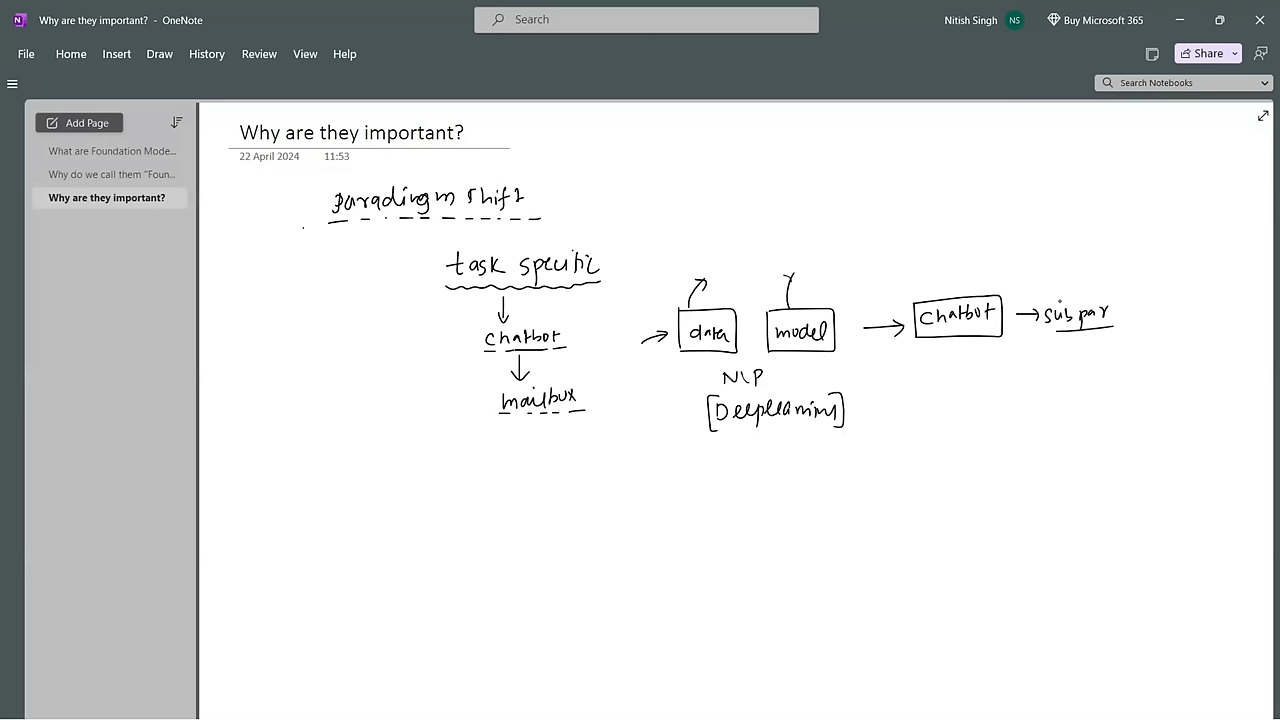 Why are they important? - OneNote
Search
Nitish Singh NS
Buy Microsoft 365
File Home Insert Draw History Review View Help
Share
Search Notebooks
Add Page
What are Foundation Mode...
Why do we call them "Foun...
Why are they important?
Why are they important?
22 April 2024 11:53
Paradingm shift
task specific
chatbot
mailbux
data model
NLP
[Deeplearning]
Chatbot
subpar